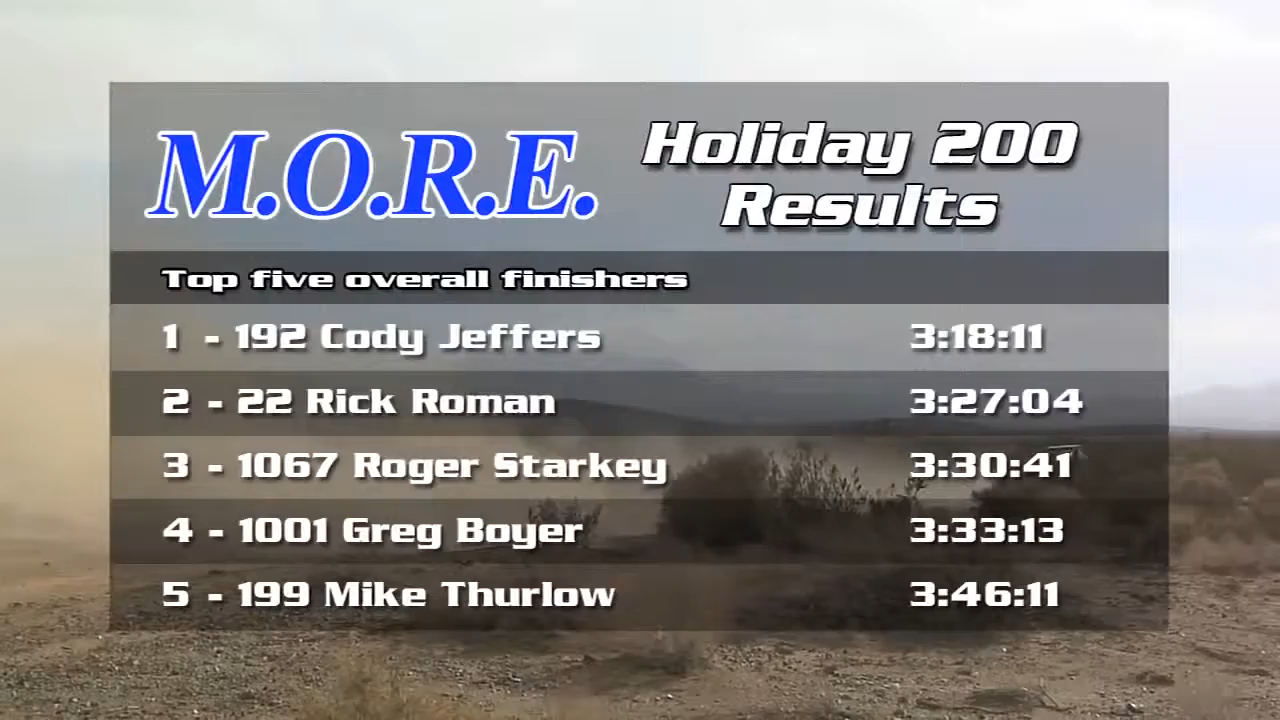 M.O.R.E.
Holiday 200
Results
Top five overall finishers
1 - 192 Cody Jeffers 3:18:11
2 - 22 Rick Roman 3:27:04
3 - 1067 Roger Starkey 3:30:41
4 - 1001 Greg Boyer 3:33:13
5 - 199 Mike Thurlow 3:46:11